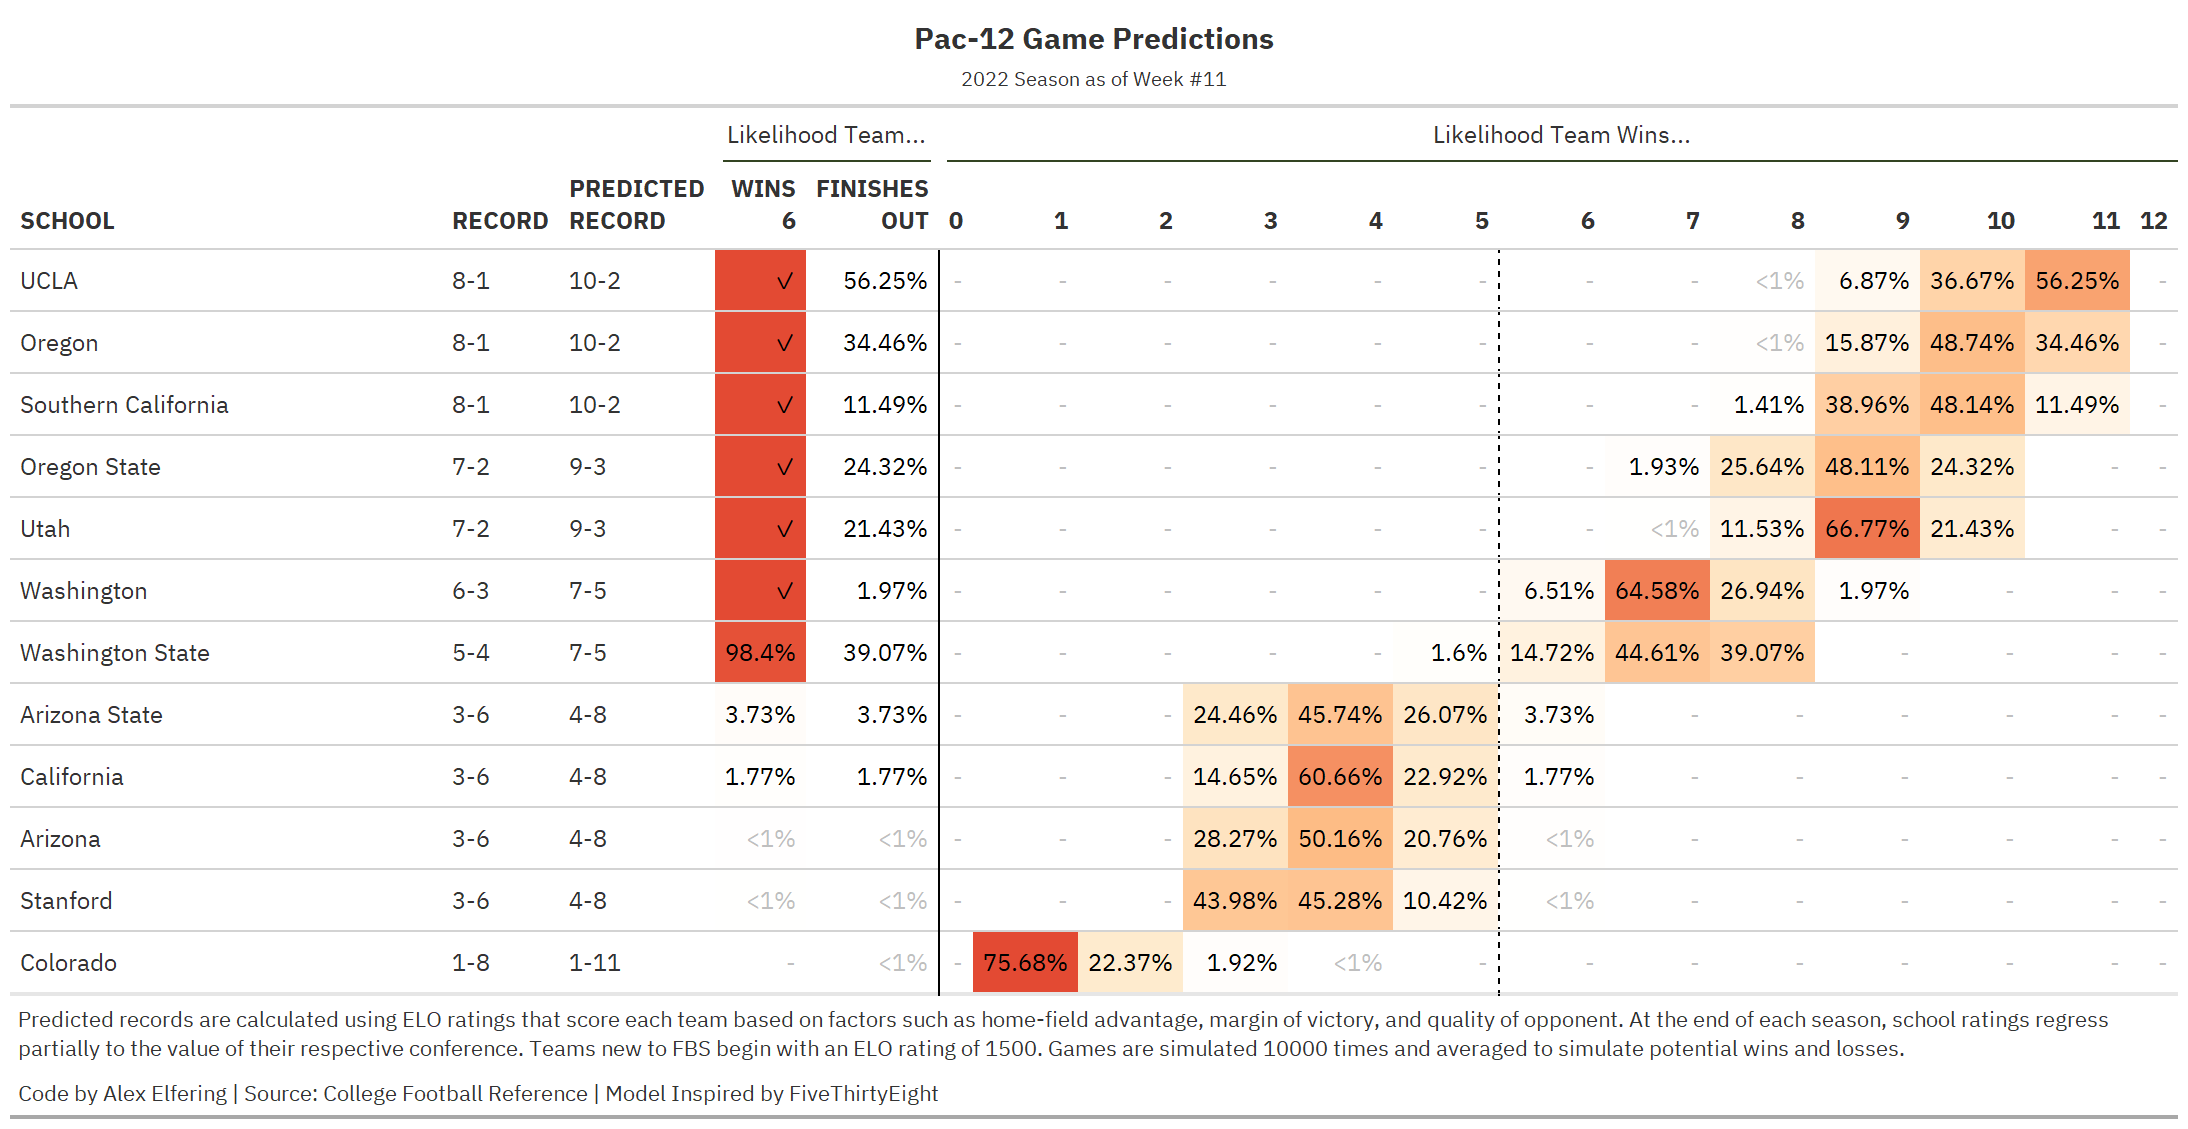 Pac-12 Game Predictions
2022 Season as of Week #11
Likelihood Team... Likelihood Team Wins...
PREDICTED WINS FINISHES
SCHOOL RECORD RECORD 6 OUT 0 1 2 3 4 5 6 7 8 9 10 11 12
UCLA 8-1 10-2 ✓ 56.25% - - - - - - - - <1% 6.87% 36.67% 56.25% -
Oregon 8-1 10-2 ✓ 34.46% - - - - - - - - <1% 15.87% 48.74% 34.46% -
Southern California 8-1 10-2 ✓ 11.49% - - - - - - - - 1.41% 38.96% 48.14% 11.49% -
Oregon State 7-2 9-3 ✓ 24.32% - - - - - - - 1.93% 25.64% 48.11% 24.32% - -
Utah 7-2 9-3 ✓ 21.43% - - - - - - - <1% 11.53% 66.77% 21.43% - -
Washington 6-3 7-5 ✓ 1.97% - - - - - - 6.51% 64.58% 26.94% 1.97% - - -
Washington State 5-4 7-5 98.4% 39.07% - - - - - 1.6% 14.72% 44.61% 39.07% - - - -
Arizona State 3-6 4-8 3.73% 3.73% - - - 24.46% 45.74% 26.07% 3.73% - - - - - -
California 3-6 4-8 1.77% 1.77% - - - 14.65% 60.66% 22.92% 1.77% - - - - - -
Arizona 3-6 4-8 <1% <1% - - - 28.27% 50.16% 20.76% <1% - - - - - -
Stanford 3-6 4-8 <1% <1% - - - 43.98% 45.28% 10.42% <1% - - - - - -
Colorado 1-8 1-11 - <1% - 75.68% 22.37% 1.92% <1% - - - - - - - -
Predicted records are calculated using ELO ratings that score each team based on factors such as home-field advantage, margin of victory, and quality of opponent. At the end of each season, school ratings regress
partially to the value of their respective conference. Teams new to FBS begin with an ELO rating of 1500. Games are simulated 10000 times and averaged to simulate potential wins and losses.
Code by Alex Elfering | Source: College Football Reference | Model Inspired by FiveThirtyEight